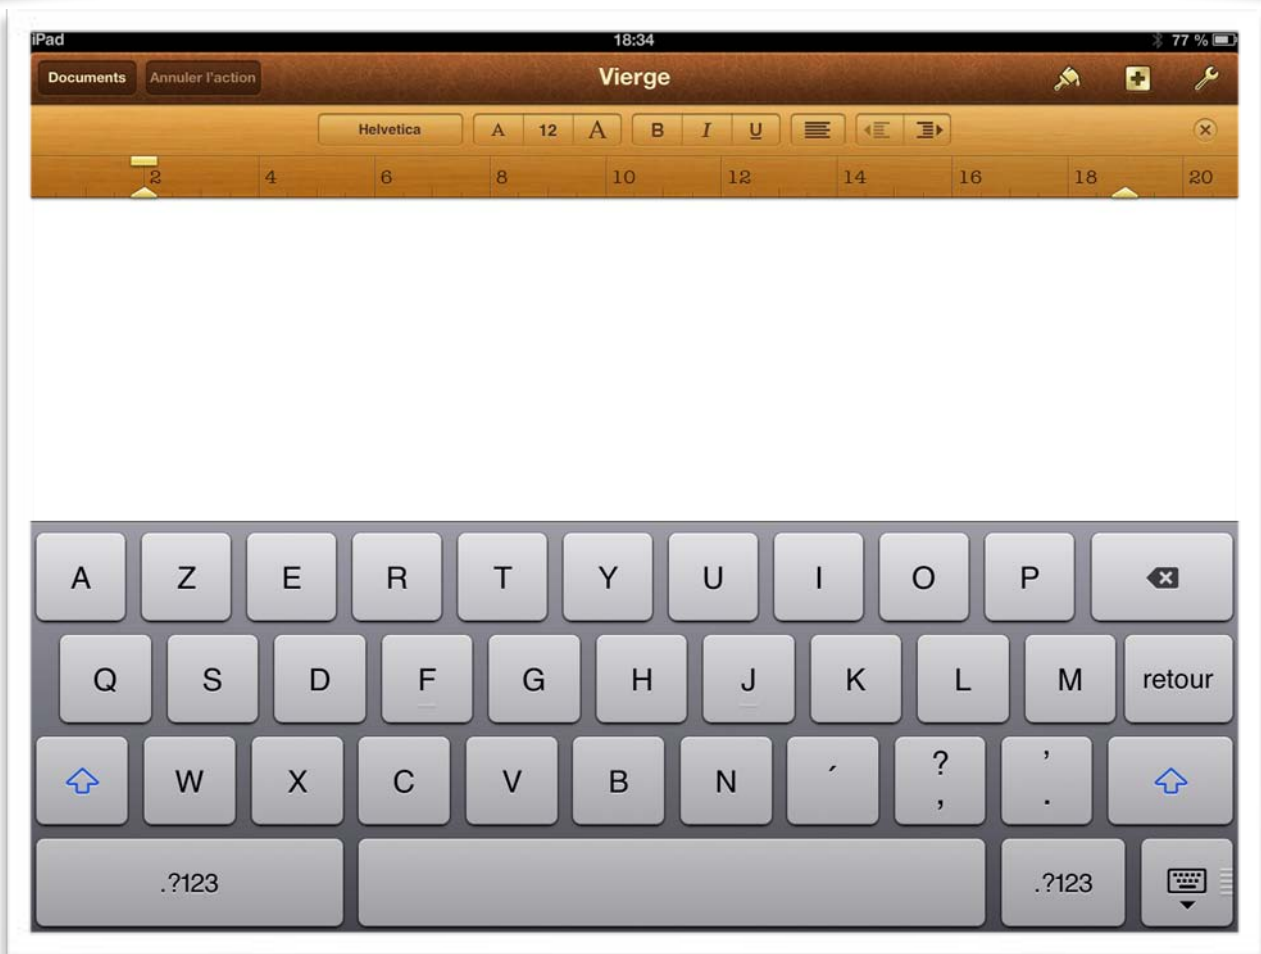 iPad 18:34 77 %
Documents Annuler l'action Vierge
Helvetica A 12 A B I U
2 4 6 8 10 12 14 16 18 20
A Z E R T Y U I O P
Q S D F G H J K L M retour
W X C V B N ´ ? , ' .
.?123 .?123